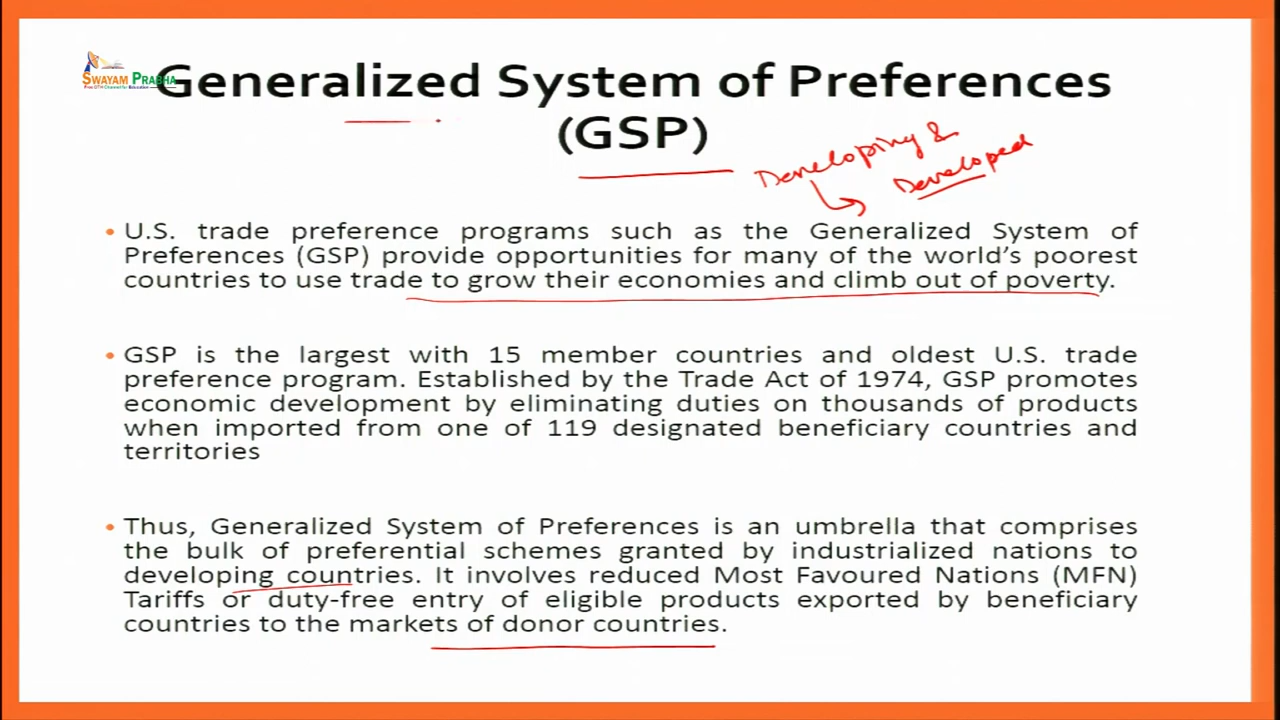 SWAYAM PRABHA
Free DTH Channel for Education
Generalized System of Preferences
(GSP)
Developing &
Developed
• U.S. trade preference programs such as the Generalized System of
Preferences (GSP) provide opportunities for many of the world's poorest
countries to use trade to grow their economies and climb out of poverty.
• GSP is the largest with 15 member countries and oldest U.S. trade
preference program. Established by the Trade Act of 1974, GSP promotes
economic development by eliminating duties on thousands of products
when imported from one of 119 designated beneficiary countries and
territories
• Thus, Generalized System of Preferences is an umbrella that comprises
the bulk of preferential schemes granted by industrialized nations to
developing countries. It involves reduced Most Favoured Nations (MFN)
Tariffs or duty-free entry of eligible products exported by beneficiary
countries to the markets of donor countries.